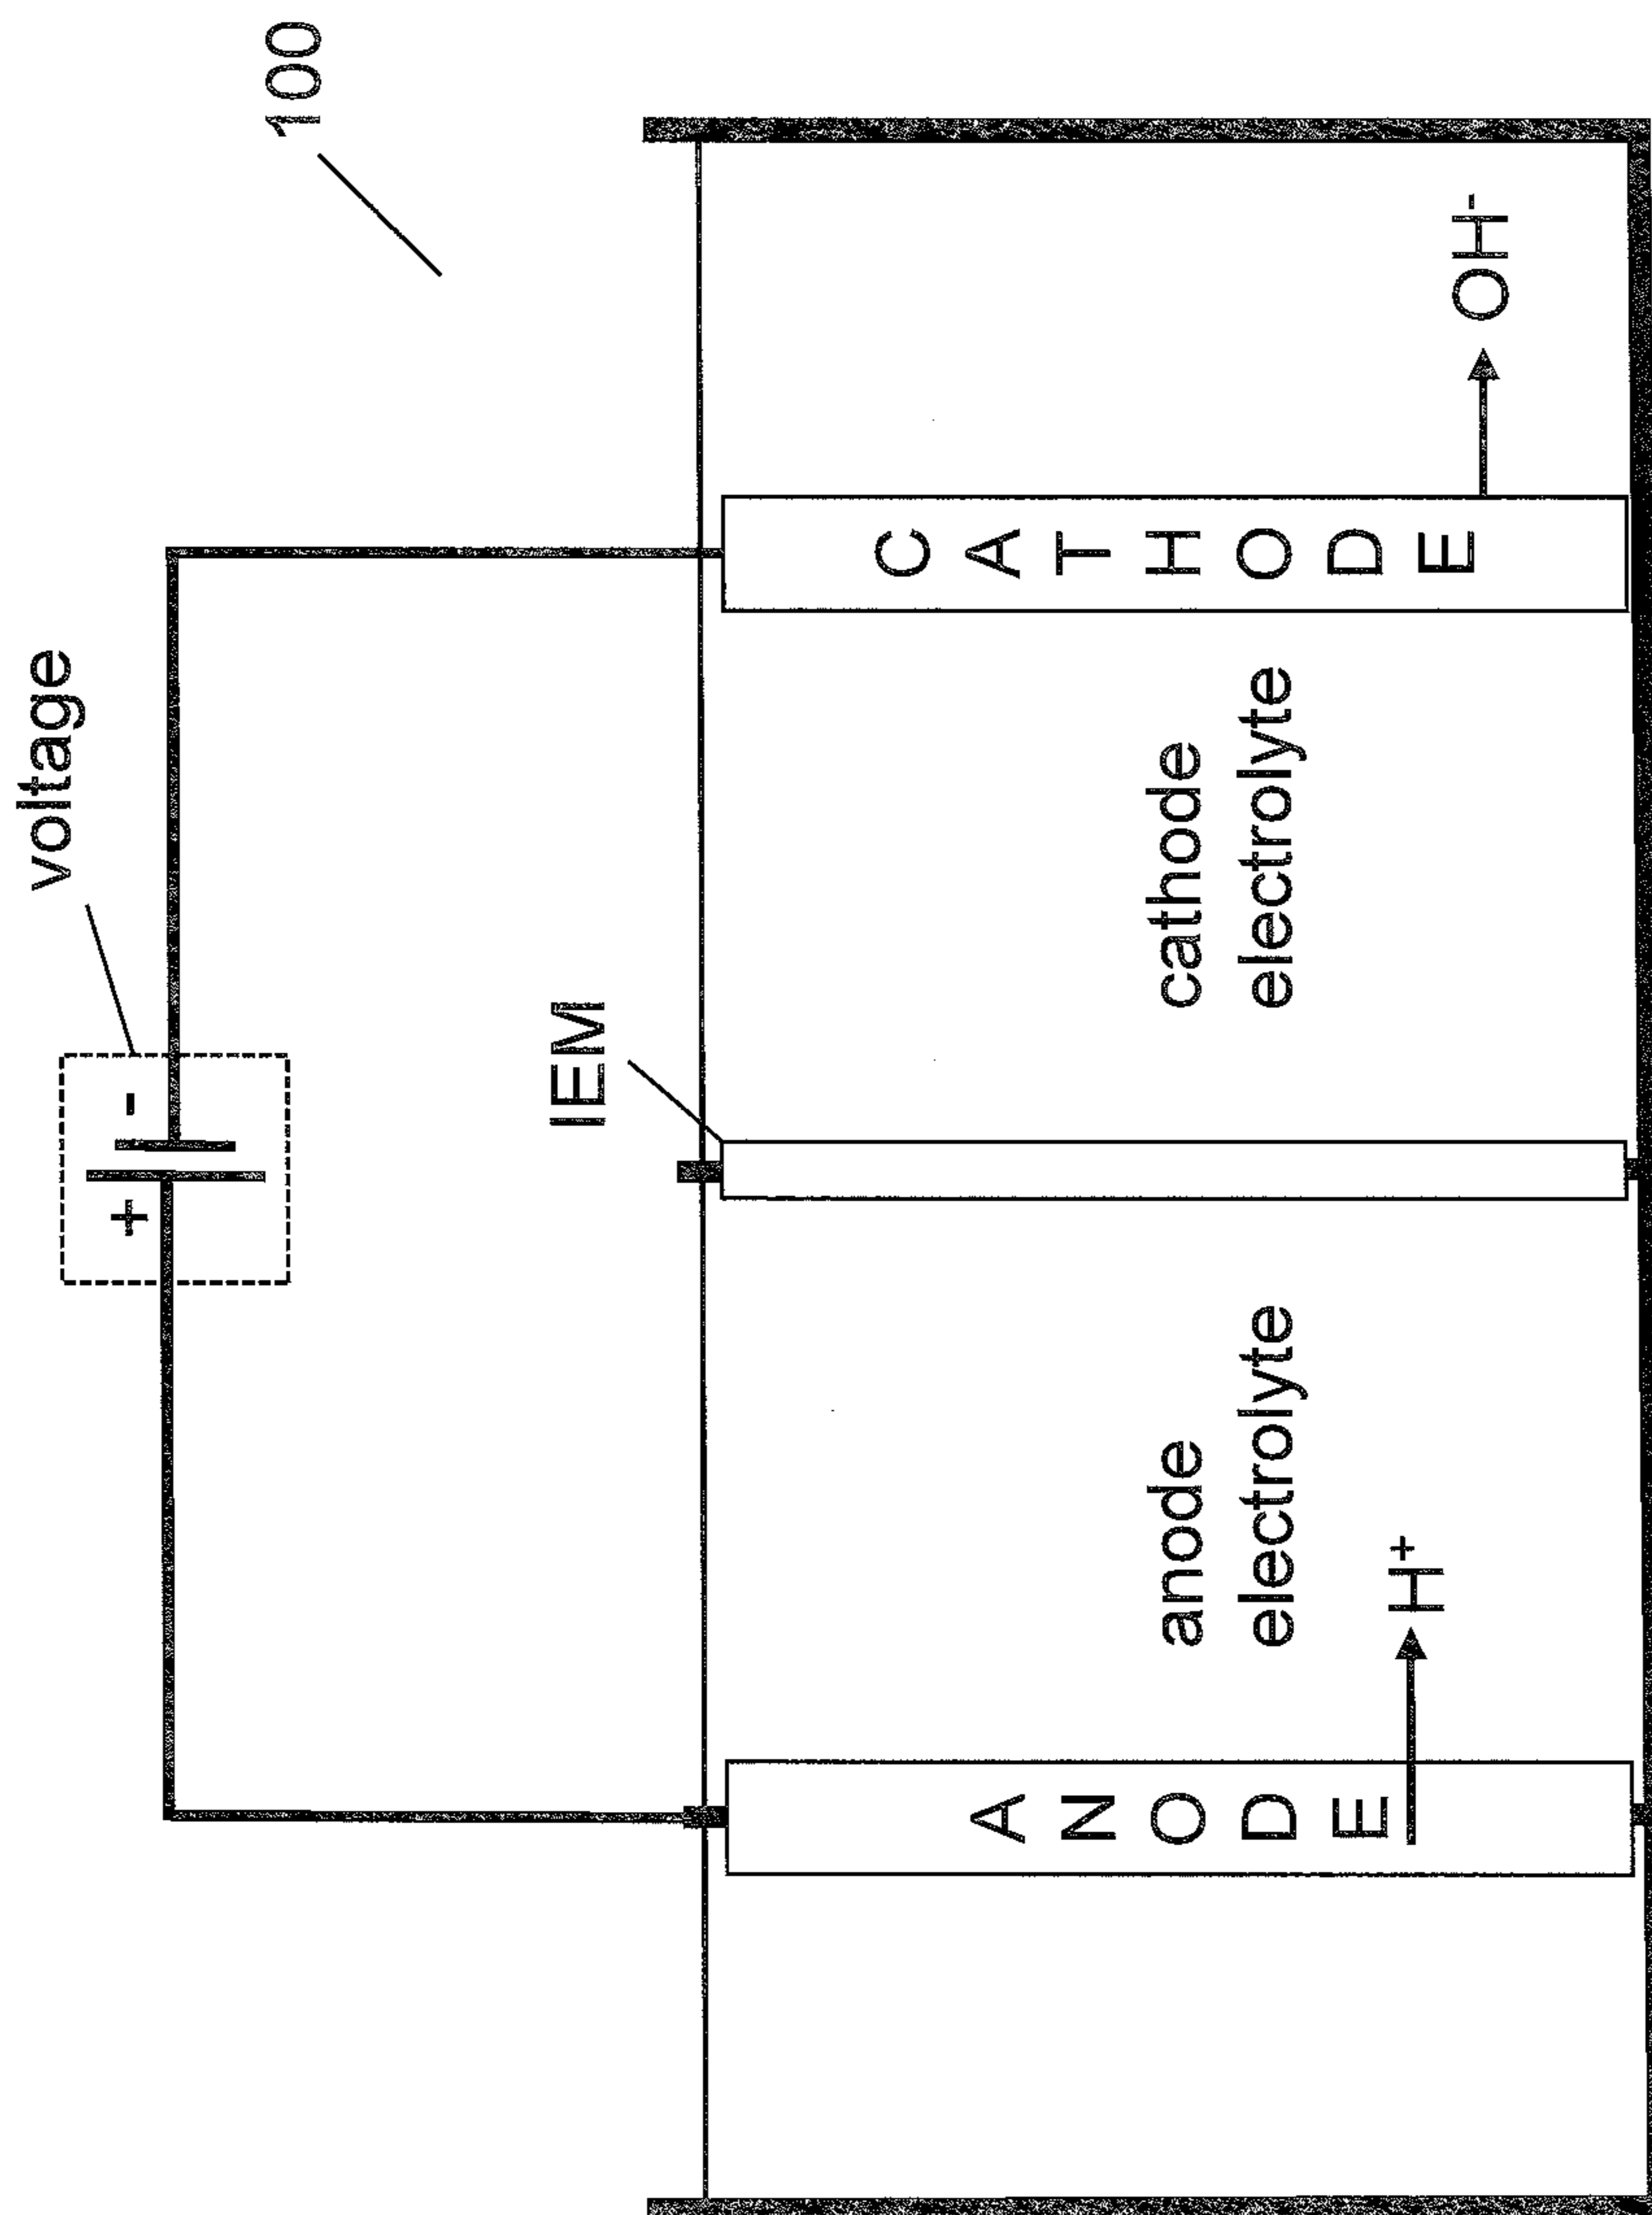 100
voltage
+ -
IEM
ANODE
anode
electrolyte
H⁺
cathode
electrolyte
CATHODE
OH⁻